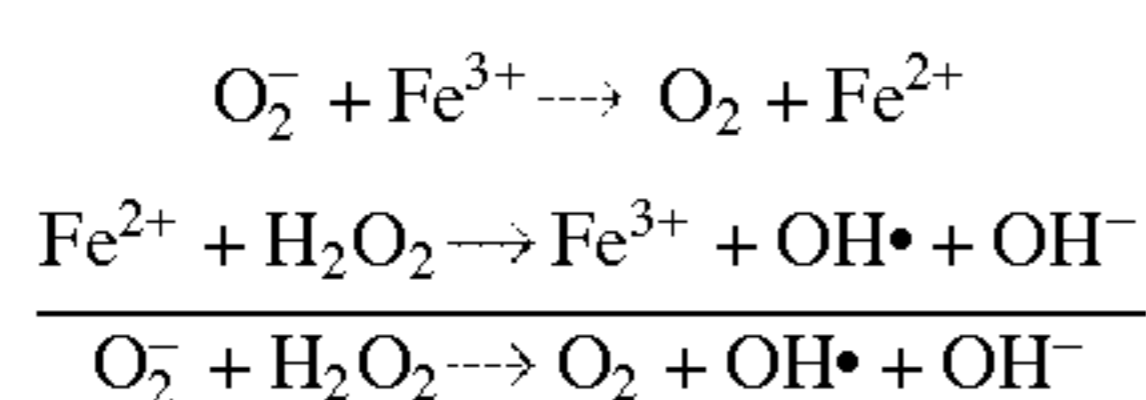 O₂⁻ + Fe³⁺ ⤏ O₂ + Fe²⁺
Fe²⁺ + H₂O₂ ⟶ Fe³⁺ + OH• + OH⁻
O₂⁻ + H₂O₂ ⤏ O₂ + OH• + OH⁻